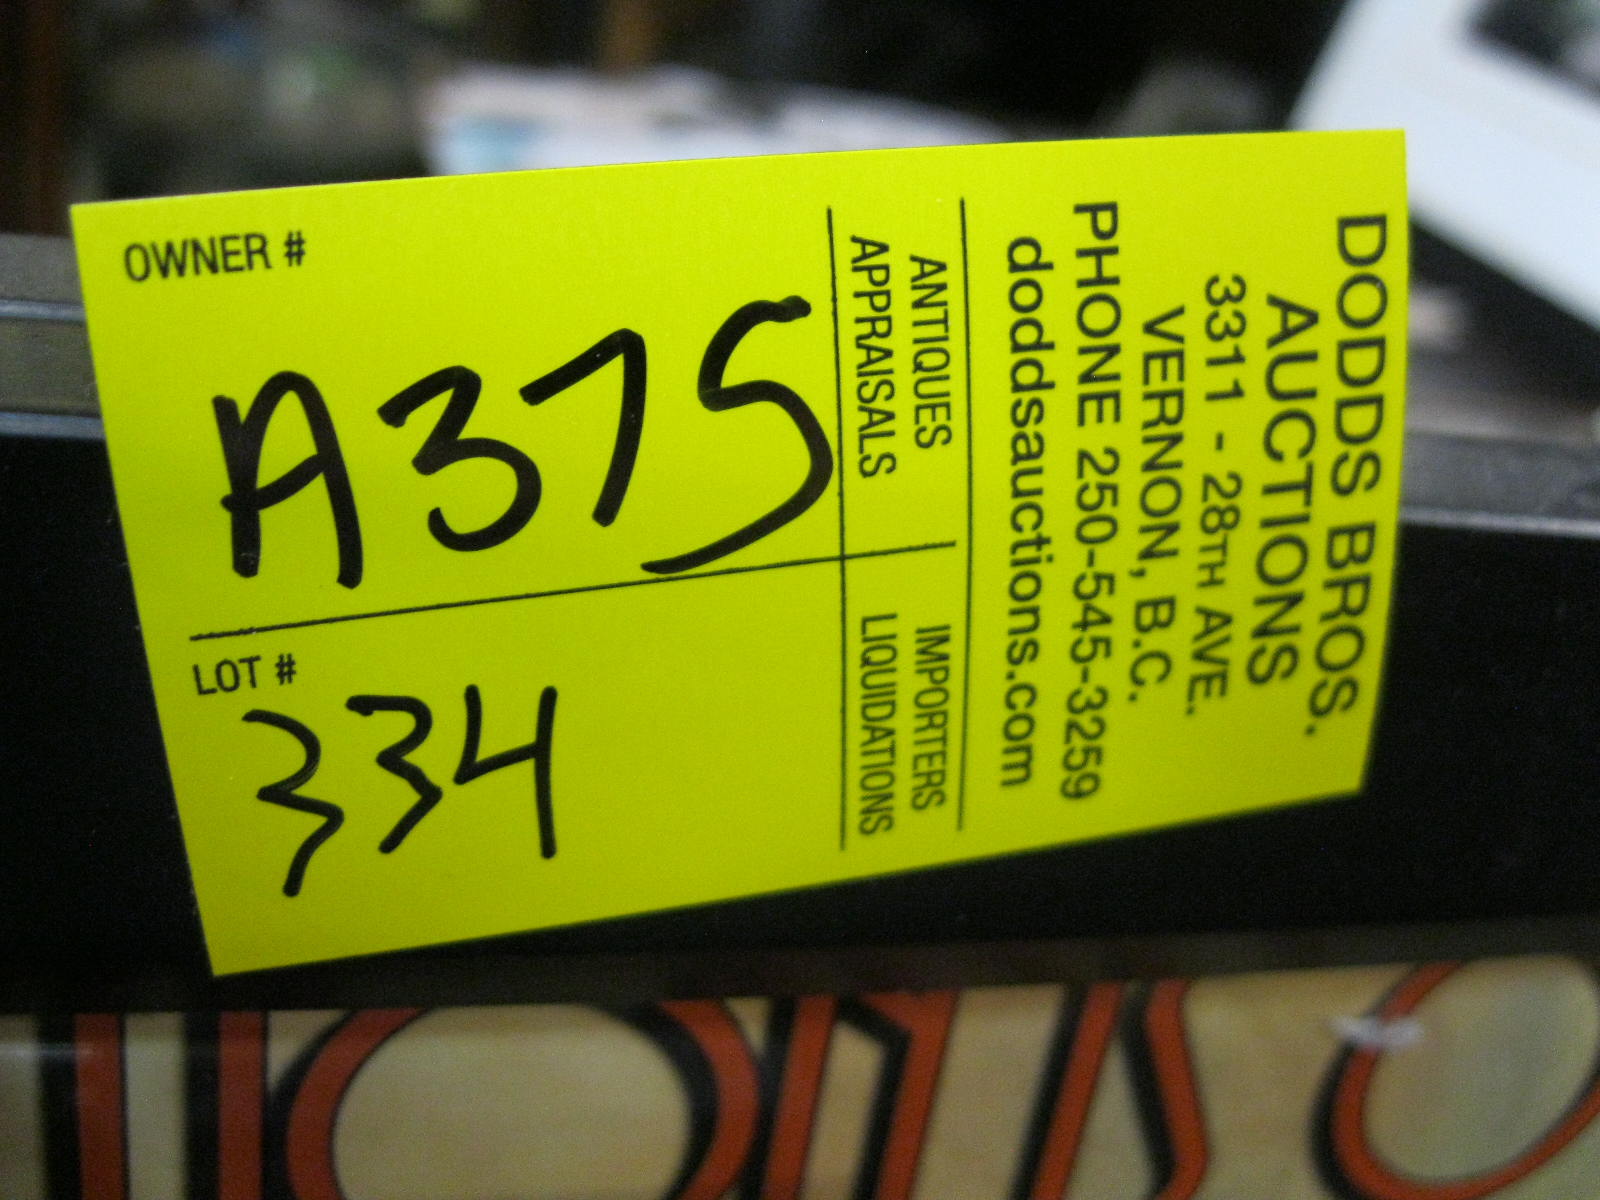 OWNER #
A375
LOT #
334
ANTIQUES
APPRAISALS
IMPORTERS
LIQUIDATIONS
DODDS BROS.
AUCTIONS
3311 - 28TH AVE.
VERNON, B.C.
PHONE 250-545-3259
doddsauctions.com